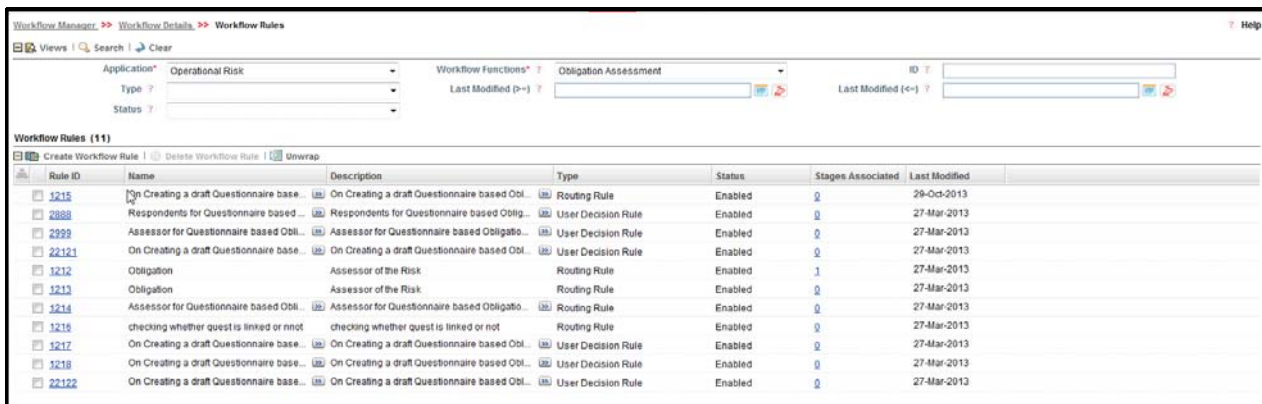 Workflow Manager >> Workflow Details >> Workflow Rules ? Help
Views | Search | Clear
Application* Operational Risk Workflow Functions* ? Obligation Assessment ID ?
Type ? Last Modified (>=) ? Last Modified (<=) ?
Status ?
Workflow Rules (11)
Create Workflow Rule | Delete Workflow Rule | Unwrap
Rule ID Name Description Type Status Stages Associated Last Modified
1215 On Creating a draft Questionnaire base... On Creating a draft Questionnaire based Obl... Routing Rule Enabled 0 29-Oct-2013
2888 Respondents for Questionnaire based ... Respondents for Questionnaire based Oblig... User Decision Rule Enabled 0 27-Mar-2013
2999 Assessor for Questionnaire based Obli... Assessor for Questionnaire based Obligatio... User Decision Rule Enabled 0 27-Mar-2013
22121 On Creating a draft Questionnaire base... On Creating a draft Questionnaire based Obl... User Decision Rule Enabled 0 27-Mar-2013
1212 Obligation Assessor of the Risk Routing Rule Enabled 1 27-Mar-2013
1213 Obligation Assessor of the Risk Routing Rule Enabled 0 27-Mar-2013
1214 Assessor for Questionnaire based Obli... Assessor for Questionnaire based Obligatio... Routing Rule Enabled 0 27-Mar-2013
1216 checking whether quest is linked or nnot checking whether quest is linked or not Routing Rule Enabled 0 27-Mar-2013
1217 On Creating a draft Questionnaire base... On Creating a draft Questionnaire based Obl... User Decision Rule Enabled 0 27-Mar-2013
1218 On Creating a draft Questionnaire base... On Creating a draft Questionnaire based Obl... User Decision Rule Enabled 0 27-Mar-2013
22122 On Creating a draft Questionnaire base... On Creating a draft Questionnaire based Obl... User Decision Rule Enabled 0 27-Mar-2013